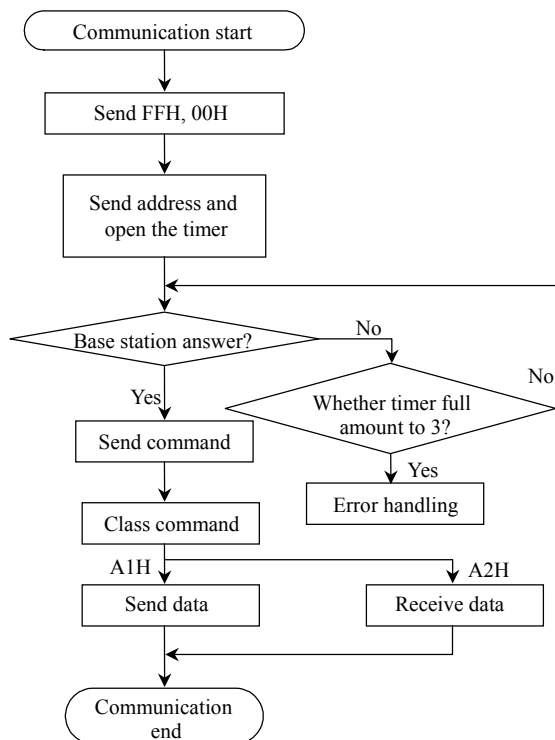 Communication start
Send FFH, 00H
Send address and
open the timer
Base station answer?
No
No
Whether timer full
amount to 3?
Yes
Send command
Yes
Error handling
Class command
A1H
A2H
Send data
Receive data
Communication
end